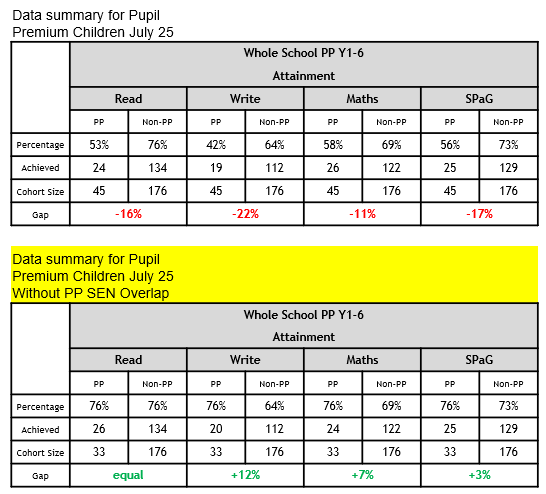 Data summary for Pupil
Premium Children July 25
Whole School PP Y1-6
Attainment
Read Write Maths SPaG
PP Non-PP PP Non-PP PP Non-PP PP Non-PP
Percentage 53% 76% 42% 64% 58% 69% 56% 73%
Achieved 24 134 19 112 26 122 25 129
Cohort Size 45 176 45 176 45 176 45 176
Gap -16% -22% -11% -17%
Data summary for Pupil
Premium Children July 25
Without PP SEN Overlap
Whole School PP Y1-6
Attainment
Read Write Maths SPaG
PP Non-PP PP Non-PP PP Non-PP PP Non-PP
Percentage 76% 76% 76% 64% 76% 69% 76% 73%
Achieved 26 134 20 112 24 122 25 129
Cohort Size 33 176 33 176 33 176 33 176
Gap equal +12% +7% +3%